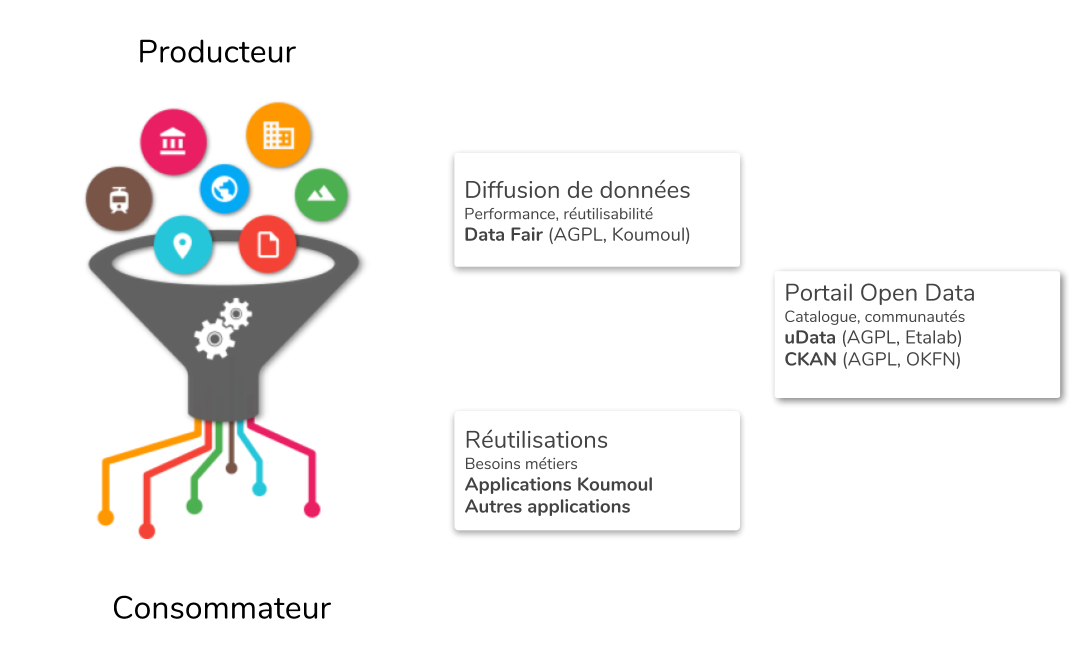 Producteur
Diffusion de données
Performance, réutilisabilité
Data Fair (AGPL, Koumoul)
Portail Open Data
Catalogue, communautés
uData (AGPL, Etalab)
CKAN (AGPL, OKFN)
Réutilisations
Besoins métiers
Applications Koumoul
Autres applications
Consommateur